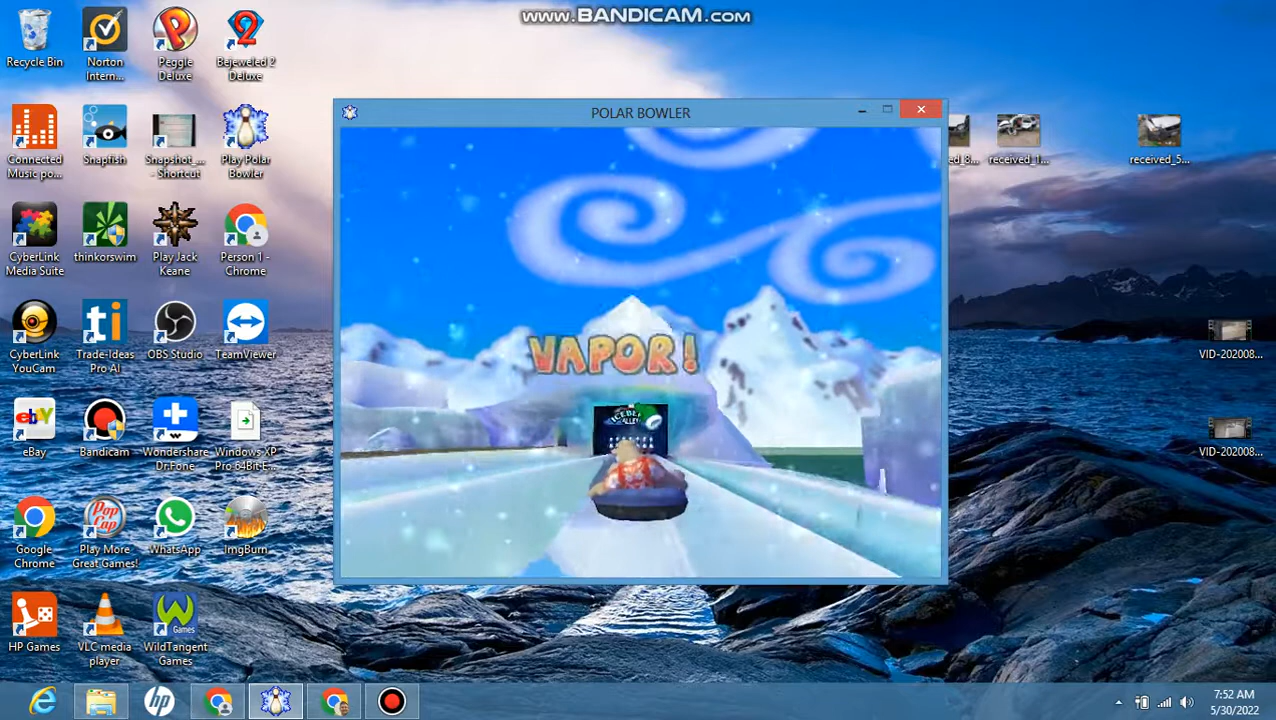 www.BANDICAM.com
Recycle Bin
Norton
Intern...
Peggle
Deluxe
Bejeweled 2
Deluxe
Connected
Music po...
Snapfish
Snapshot_...
- Shortcut
Play Polar
Bowler
CyberLink
Media Suite
thinkorswim
Play Jack
Keane
Person 1 -
Chrome
CyberLink
YouCam
Trade-Ideas
Pro AI
OBS Studio
TeamViewer
eBay
Bandicam
Wondershare
Dr.Fone
Windows XP
Pro 64Bit-E...
Google
Chrome
Play More
Great Games!
WhatsApp
ImgBurn
HP Games
VLC media
player
WildTangent
Games
POLAR BOWLER
VAPOR!
ed_8...
received_1...
received_5...
VID-202008...
VID-202008...
7:52 AM
5/30/2022